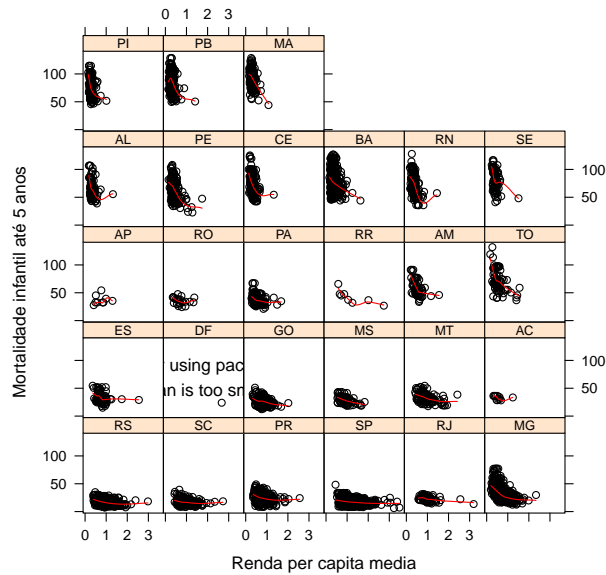 0 1 2 3
PI PB MA
100
50
AL PE CE BA RN SE
100
50
AP RO PA RR AM TO
100
50
ES DF GO MS MT AC
using pac
an is too sm
100
50
RS SC PR SP RJ MG
100
50
0 1 2 3 0 1 2 3 0 1 2 3
Mortalidade infantil até 5 anos
Renda per capita media